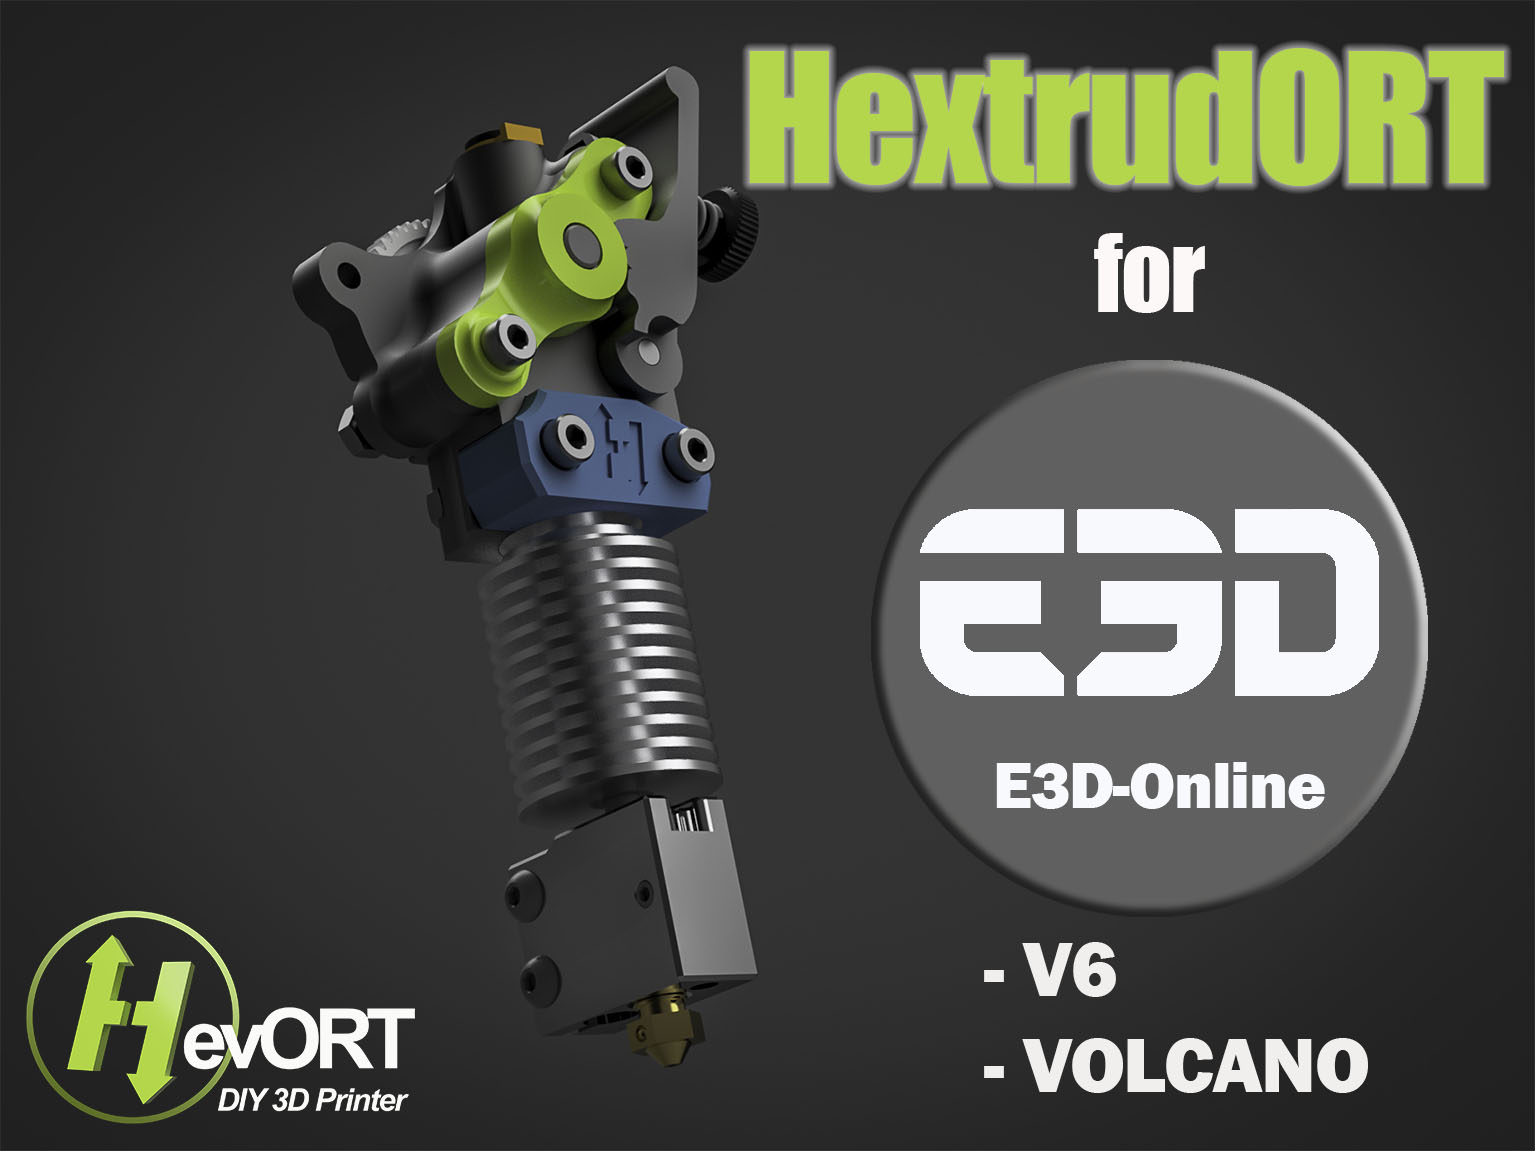 HextrudORT
for
E3D
E3D-Online
- V6
- VOLCANO
HevORT
DIY 3D Printer